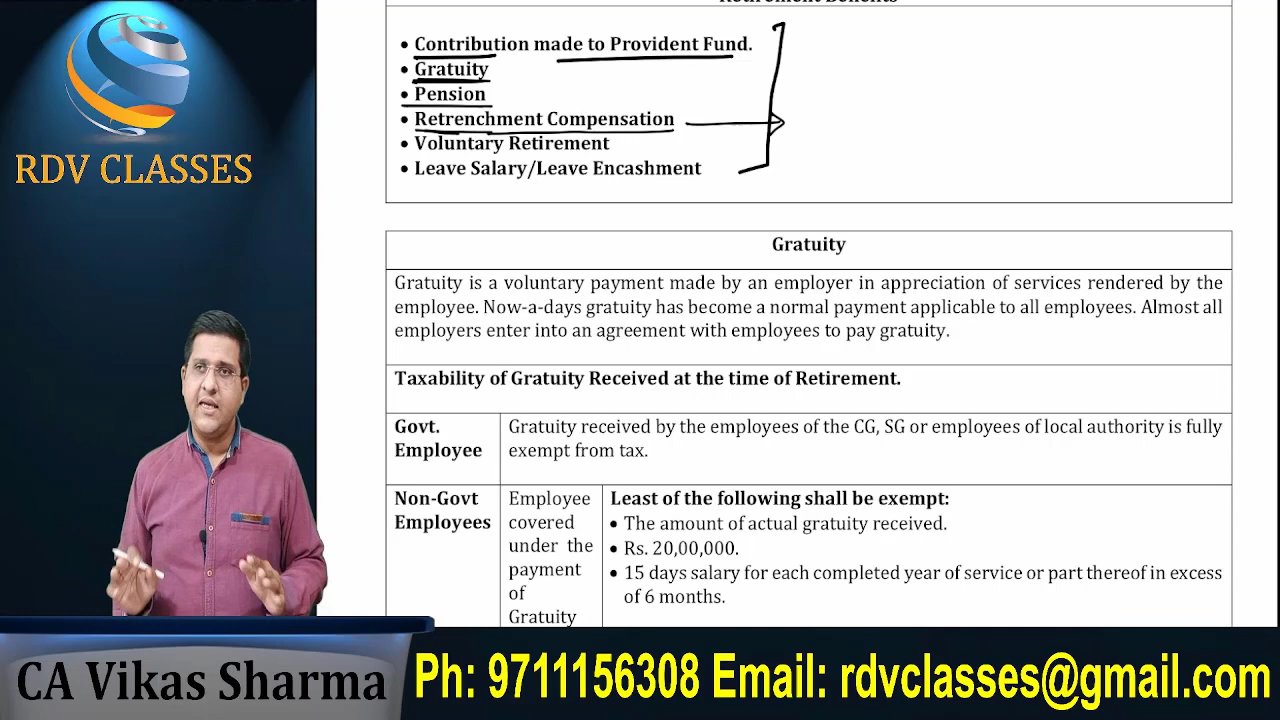 Retirement Benefits
• Contribution made to Provident Fund.
• Gratuity
• Pension
• Retrenchment Compensation
• Voluntary Retirement
• Leave Salary/Leave Encashment
RDV CLASSES
Gratuity
Gratuity is a voluntary payment made by an employer in appreciation of services rendered by the
employee. Now-a-days gratuity has become a normal payment applicable to all employees. Almost all
employers enter into an agreement with employees to pay gratuity.
Taxability of Gratuity Received at the time of Retirement.
Govt.
Employee
Gratuity received by the employees of the CG, SG or employees of local authority is fully
exempt from tax.
Non-Govt
Employees
Employee
covered
under the
payment
of
Gratuity
Least of the following shall be exempt:
• The amount of actual gratuity received.
• Rs. 20,00,000.
• 15 days salary for each completed year of service or part thereof in excess
of 6 months.
CA Vikas Sharma
Ph: 9711156308 Email: rdvclasses@gmail.com